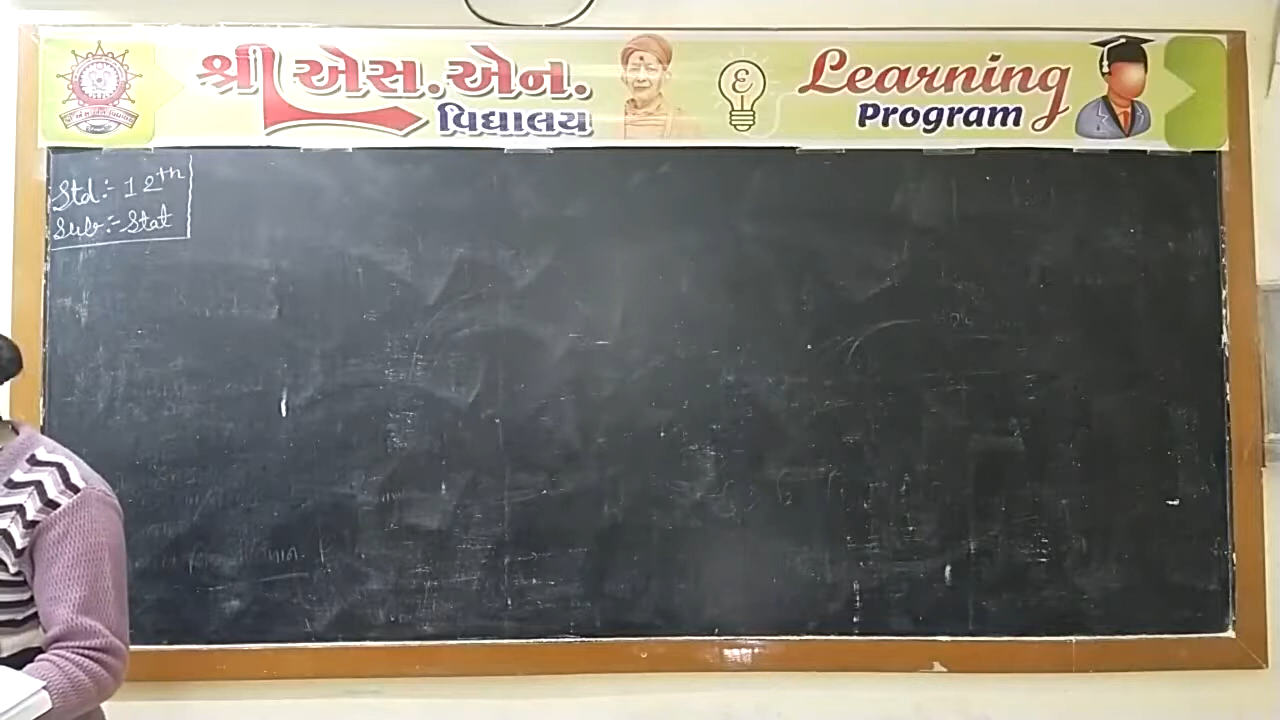 શ્રી એસ. એન.
વિદ્યાલય
Learning
Program
Std:- 12th
Sub:- Stat